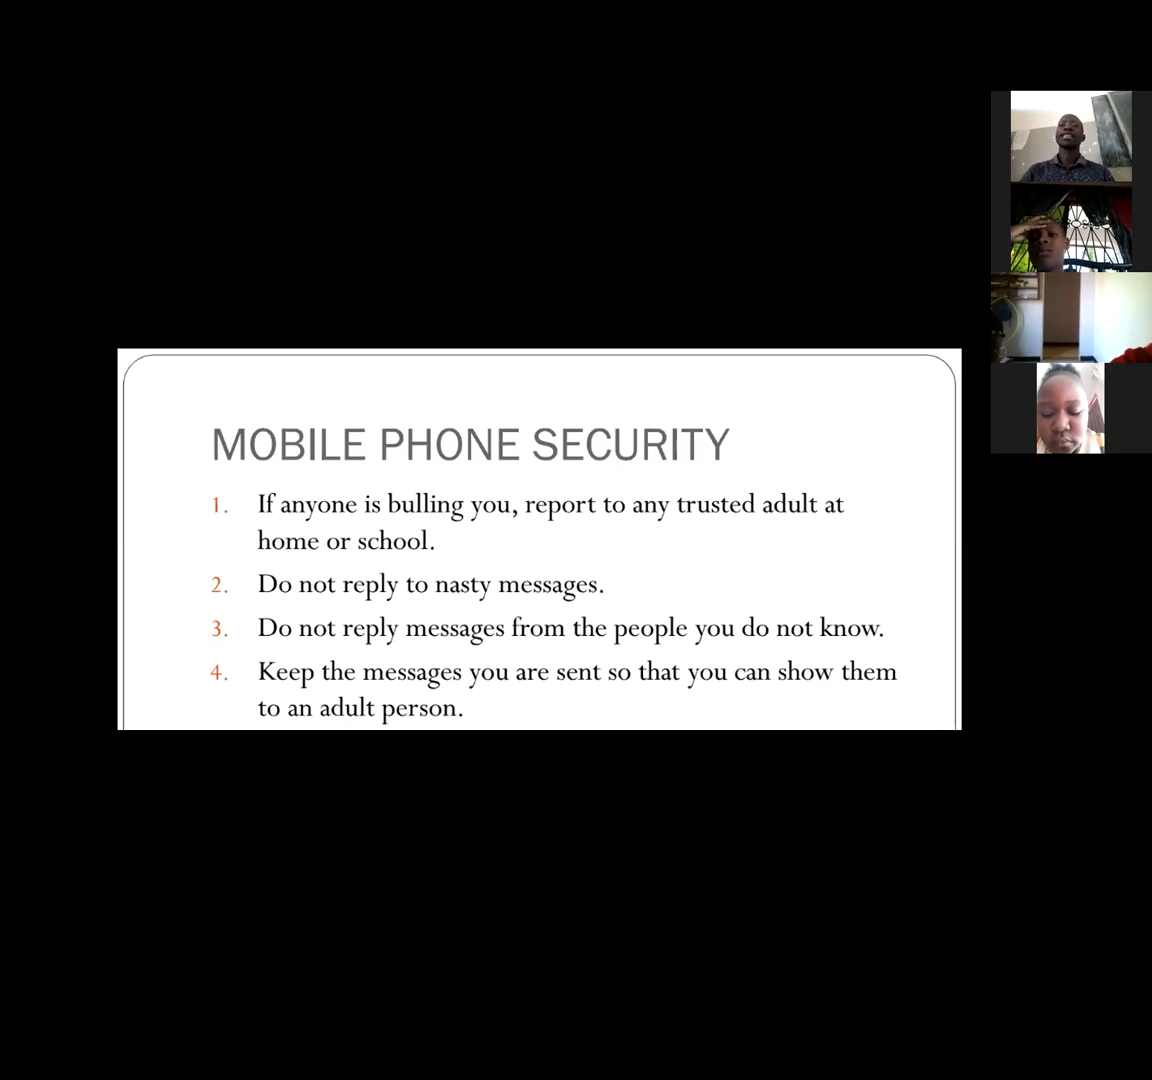 MOBILE PHONE SECURITY
1. If anyone is bulling you, report to any trusted adult at
home or school.
2. Do not reply to nasty messages.
3. Do not reply messages from the people you do not know.
4. Keep the messages you are sent so that you can show them
to an adult person.